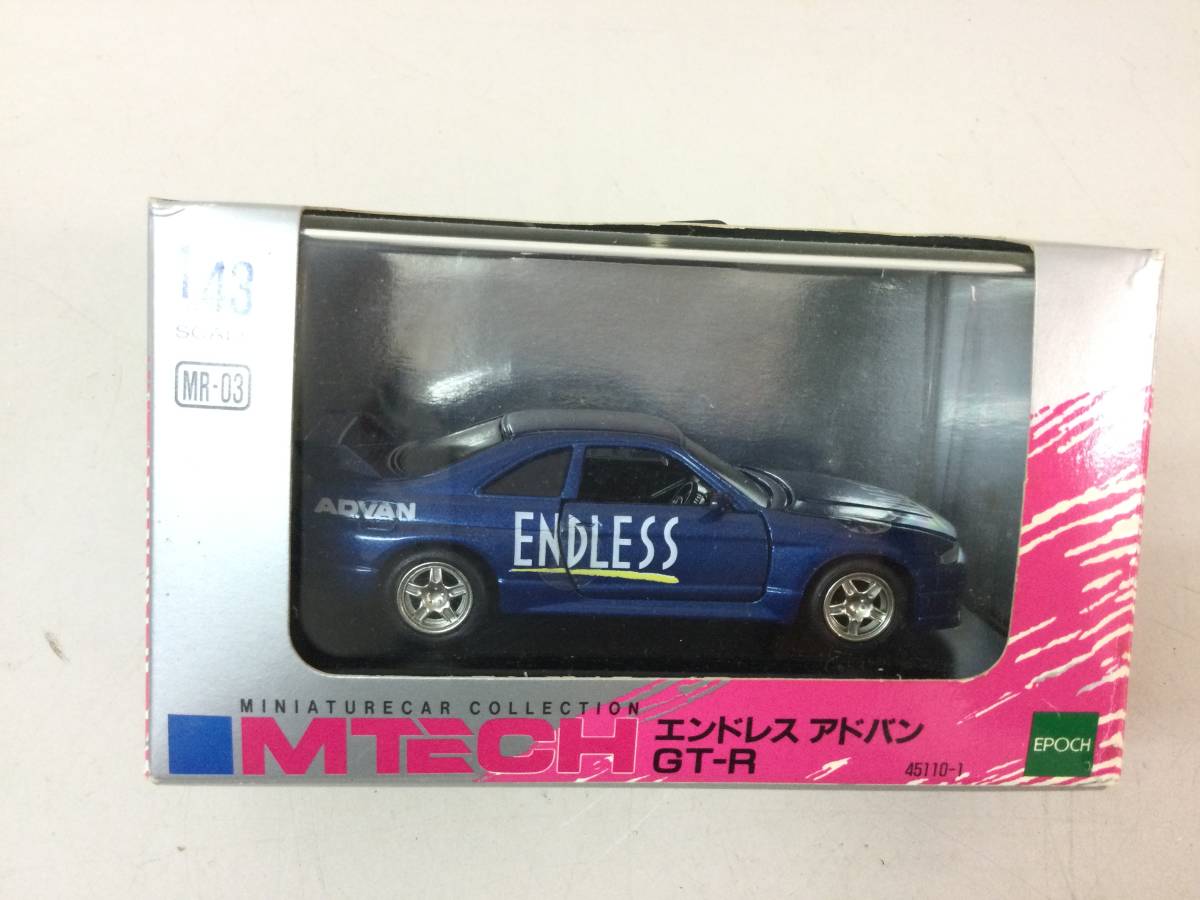 1:43
SCALE
MR-03
ADVAN
ENDLESS
MINIATURECAR COLLECTION
MTECH
エンドレス アドバン
GT-R
45110-1
EPOCH